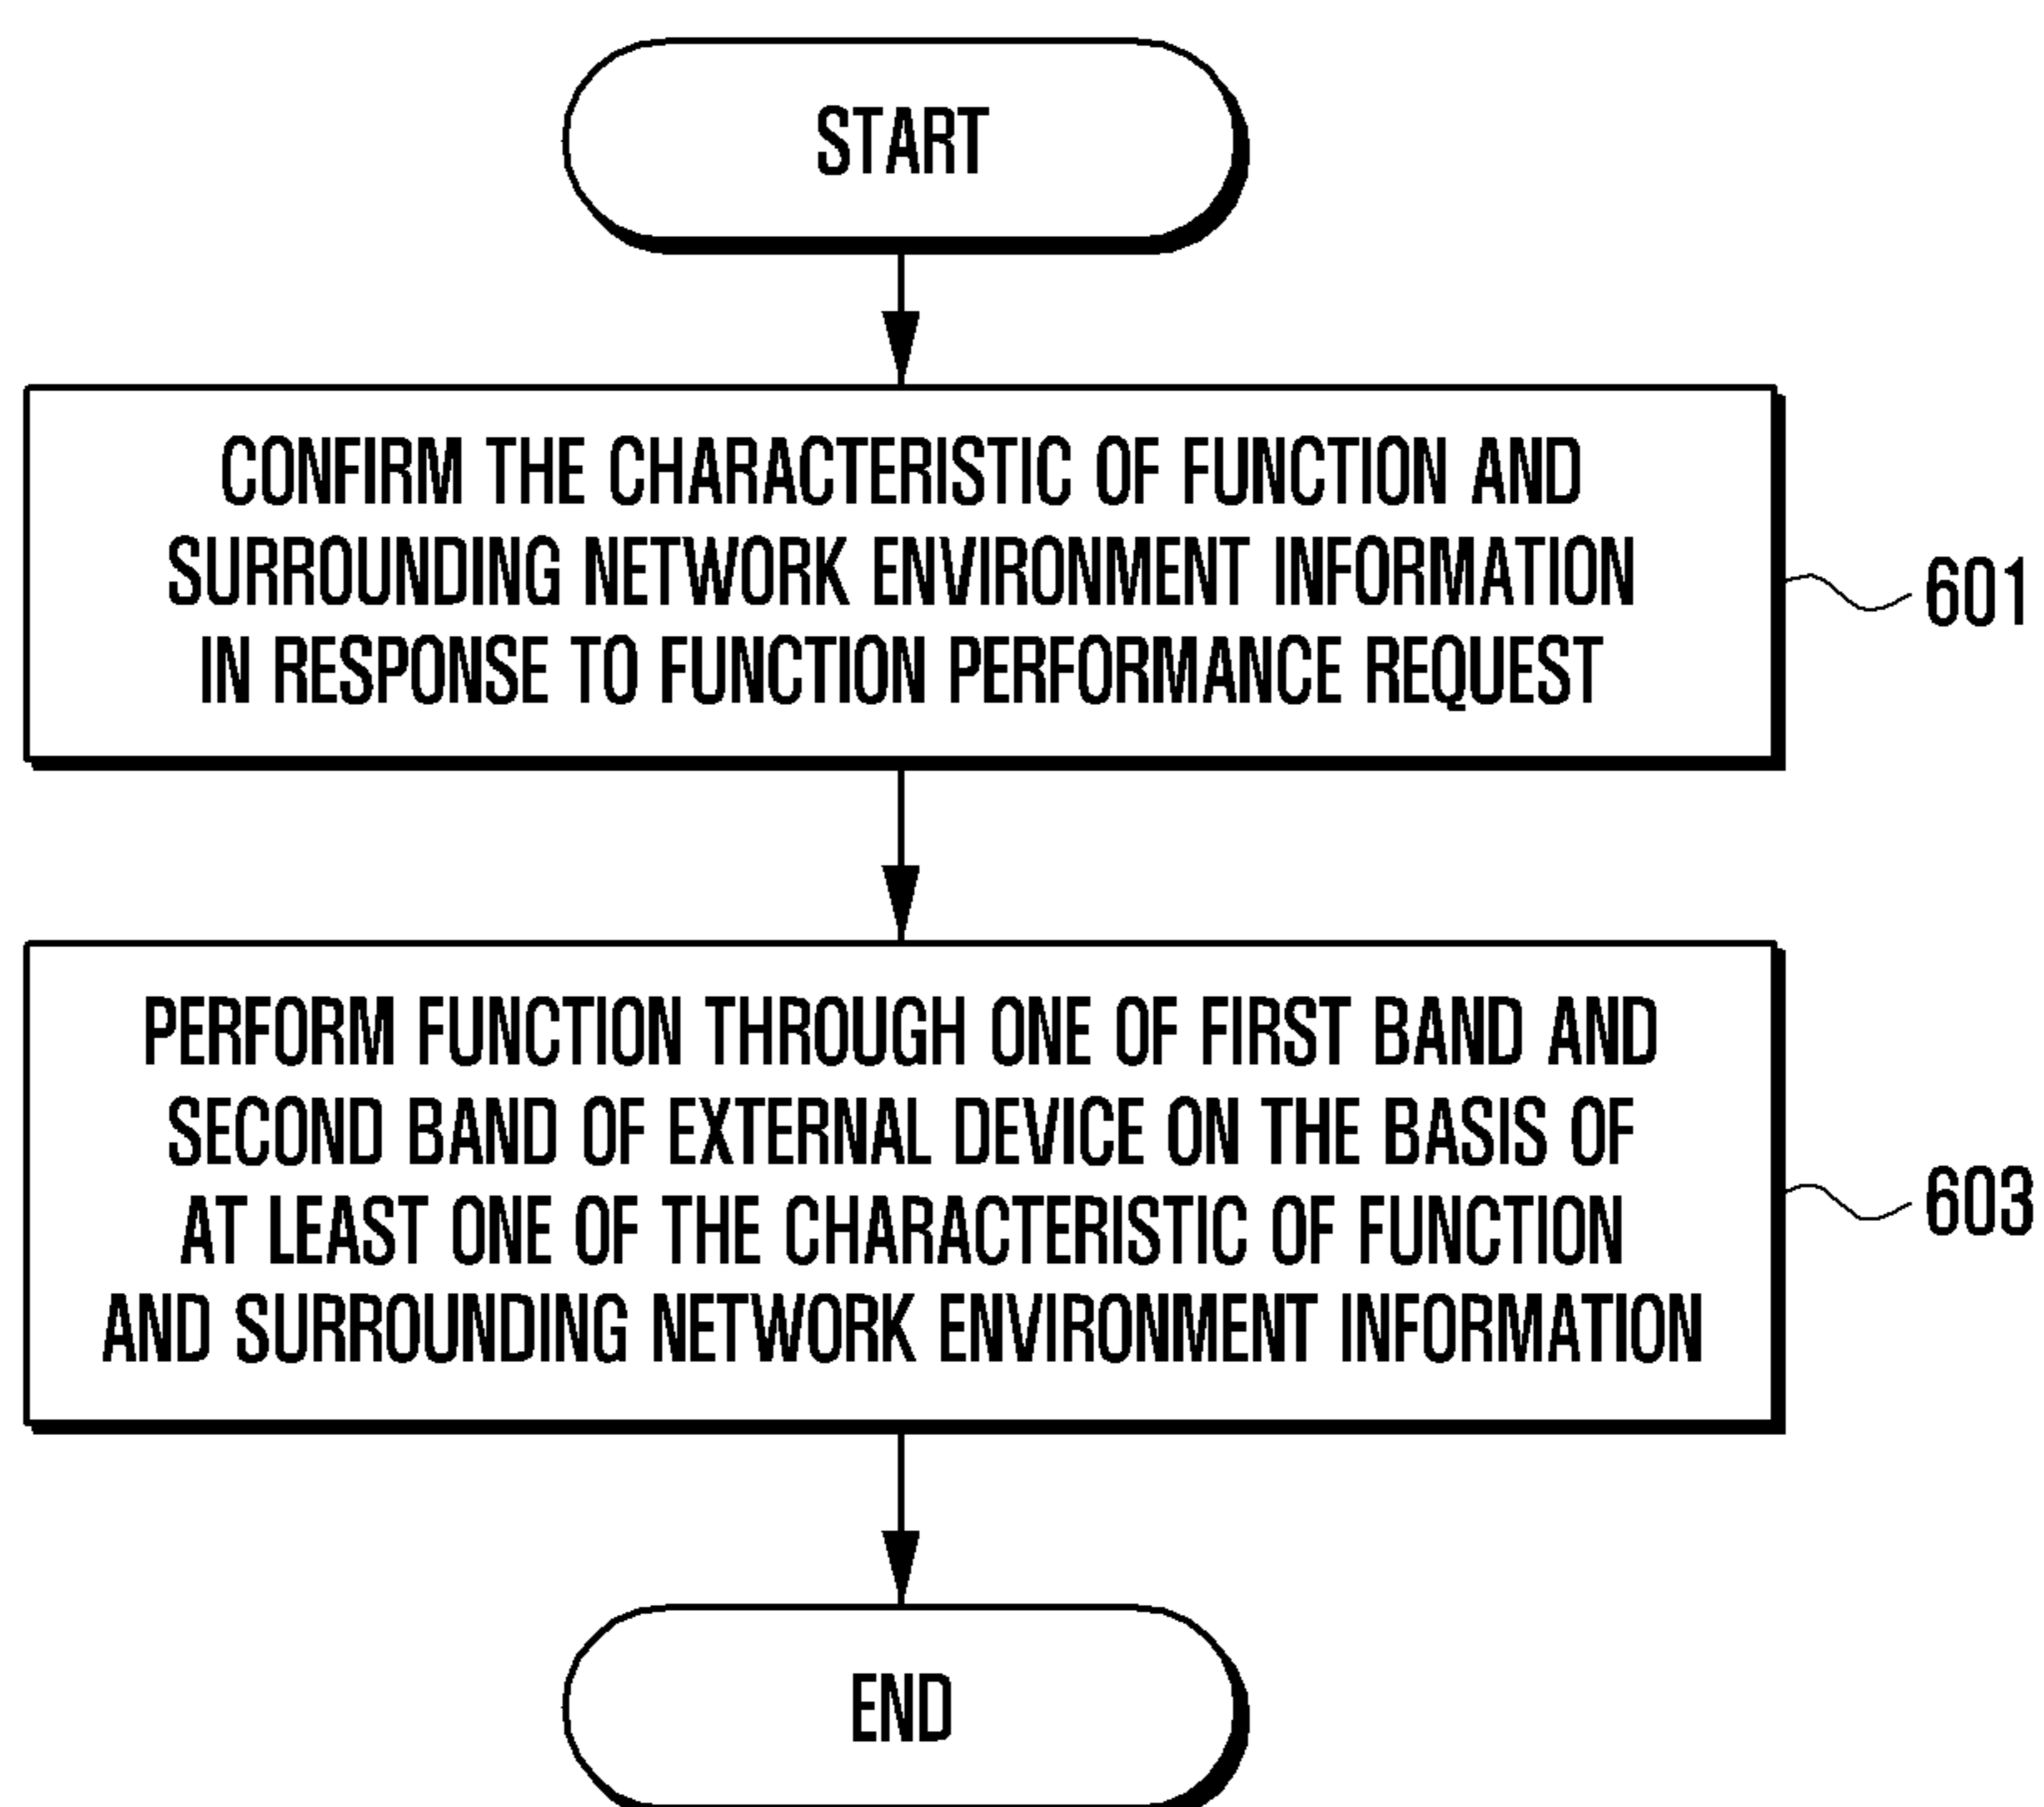 START
CONFIRM THE CHARACTERISTIC OF FUNCTION AND
SURROUNDING NETWORK ENVIRONMENT INFORMATION
IN RESPONSE TO FUNCTION PERFORMANCE REQUEST
601
PERFORM FUNCTION THROUGH ONE OF FIRST BAND AND
SECOND BAND OF EXTERNAL DEVICE ON THE BASIS OF
AT LEAST ONE OF THE CHARACTERISTIC OF FUNCTION
AND SURROUNDING NETWORK ENVIRONMENT INFORMATION
603
END